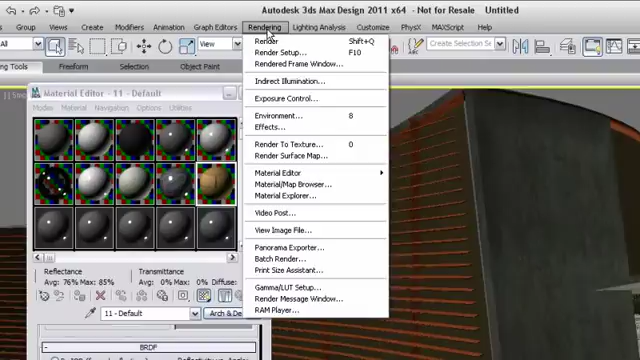 Autodesk 3ds Max Design 2011 x64 - Not for Resale Untitled
Group Views Create Modifiers Animation Graph Editors Rendering Lighting Analysis Customize PhysX MAXScript Help
All View Create Selection Se
ing Tools Freeform Selection Object Paint
Material Editor - 11 - Default
Modes Material Navigation Options Utilities
Render Shift+Q
Render Setup... F10
Rendered Frame Window...
Indirect Illumination...
Exposure Control...
Environment... 8
Effects...
Render To Texture... 0
Render Surface Map...
Material Editor
Material/Map Browser...
Material Explorer...
Video Post...
View Image File...
Panorama Exporter...
Batch Render...
Print Size Assistant...
Gamma/LUT Setup...
Render Message Window...
RAM Player...
Reflectance Transmittance
Avg: 76% Max: 85% Avg: 0% Max: 0% Diffuse:
11 - Default Arch & De
BRDF